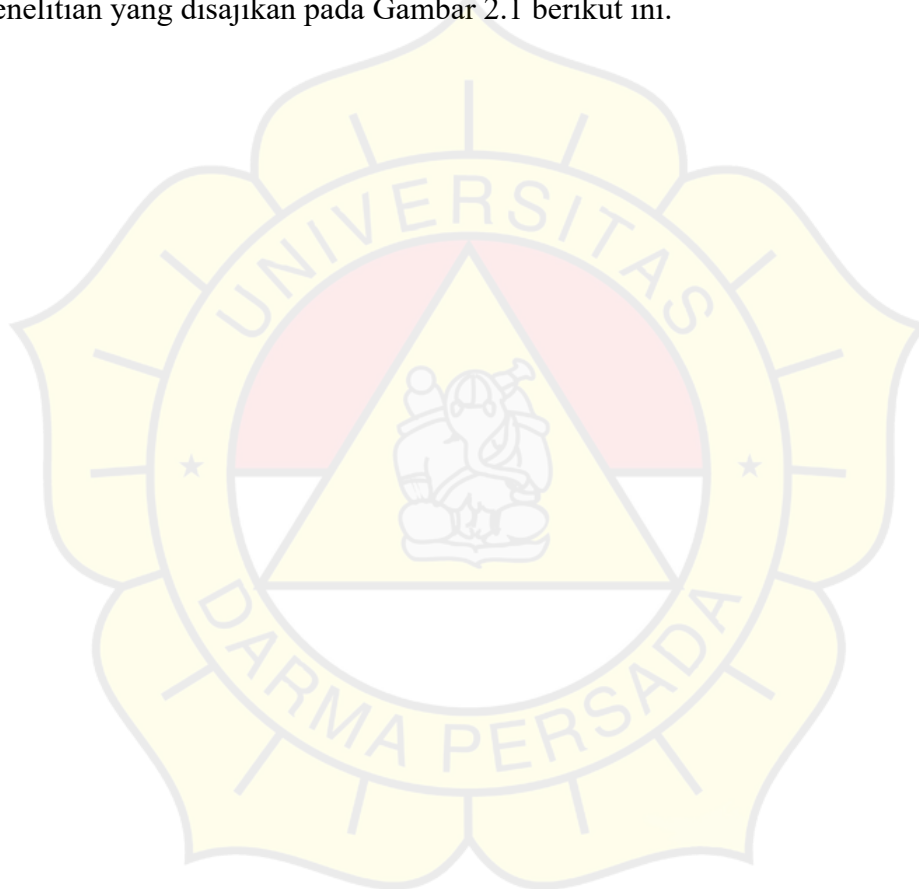 enelitian yang disajikan pada Gambar 2.1 berikut ini.
UNIVERSITAS
DARMA PERSADA